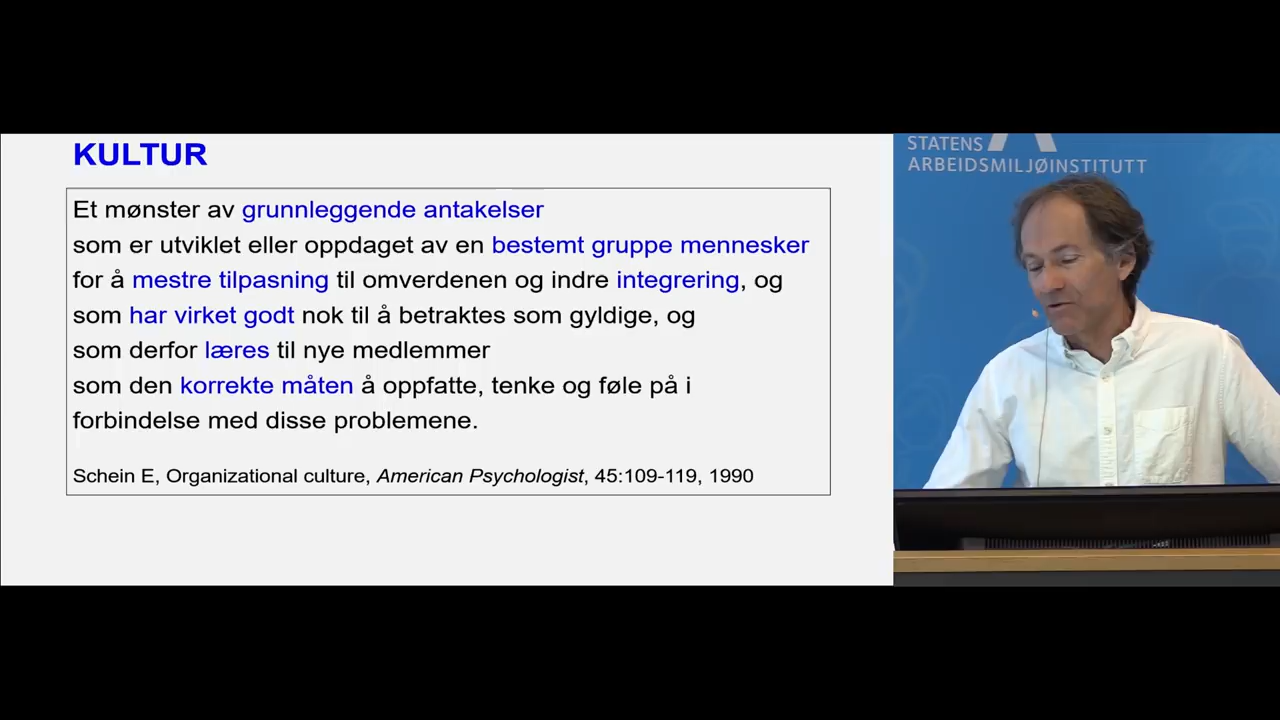 KULTUR
Et mønster av grunnleggende antakelser
som er utviklet eller oppdaget av en bestemt gruppe mennesker
for å mestre tilpasning til omverdenen og indre integrering, og
som har virket godt nok til å betraktes som gyldige, og
som derfor læres til nye medlemmer
som den korrekte måten å oppfatte, tenke og føle på i
forbindelse med disse problemene.
Schein E, Organizational culture, American Psychologist, 45:109-119, 1990
STATENS
ARBEIDSMILJØINSTITUTT